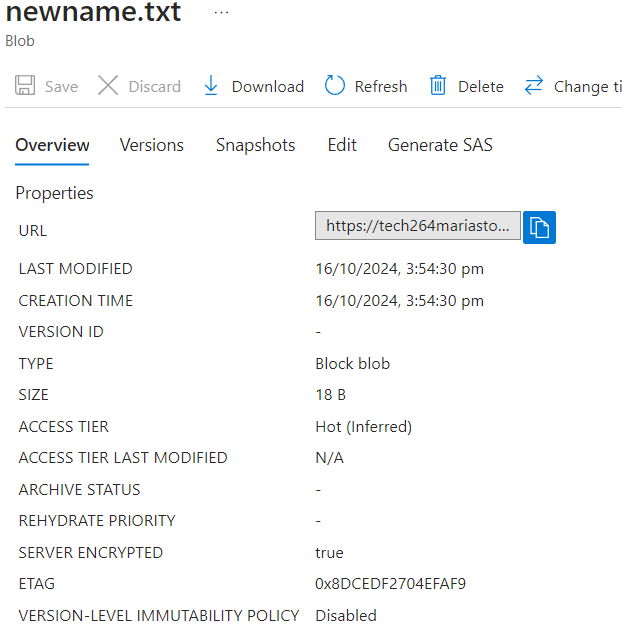 newname.txt ...
Blob
Save Discard Download Refresh Delete Change ti
Overview Versions Snapshots Edit Generate SAS
Properties
URL https://tech264mariasto...
LAST MODIFIED 16/10/2024, 3:54:30 pm
CREATION TIME 16/10/2024, 3:54:30 pm
VERSION ID -
TYPE Block blob
SIZE 18 B
ACCESS TIER Hot (Inferred)
ACCESS TIER LAST MODIFIED N/A
ARCHIVE STATUS -
REHYDRATE PRIORITY -
SERVER ENCRYPTED true
ETAG 0x8DCEDF2704EFAF9
VERSION-LEVEL IMMUTABILITY POLICY Disabled